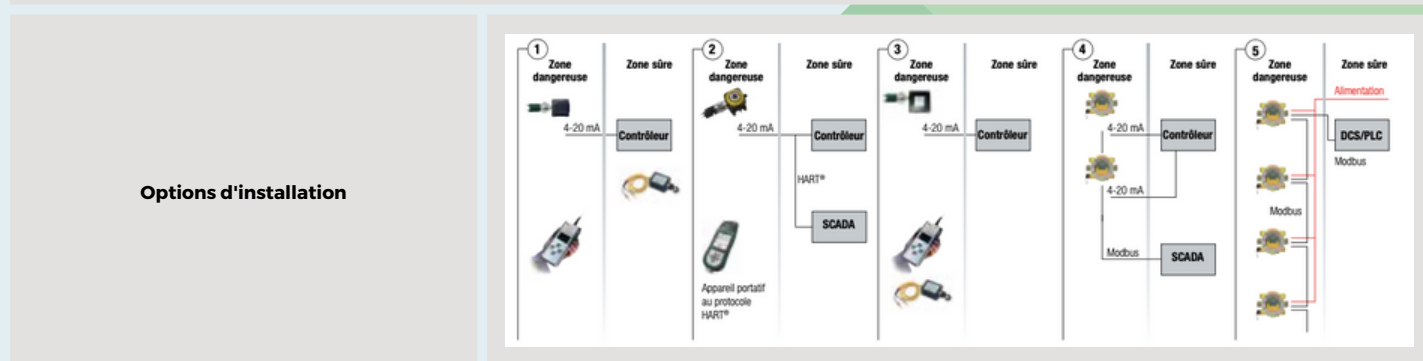 Options d'installation
1
Zone
dangereuse
Zone sûre
4-20 mA
Contrôleur
2
Zone
dangereuse
Zone sûre
4-20 mA
Contrôleur
HART®
SCADA
Appareil portatif
au protocole
HART®
3
Zone
dangereuse
Zone sûre
4-20 mA
Contrôleur
4
Zone
dangereuse
Zone sûre
4-20 mA
Contrôleur
4-20 mA
Modbus
SCADA
5
Zone
dangereuse
Zone sûre
Alimentation
DCS/PLC
Modbus
Modbus